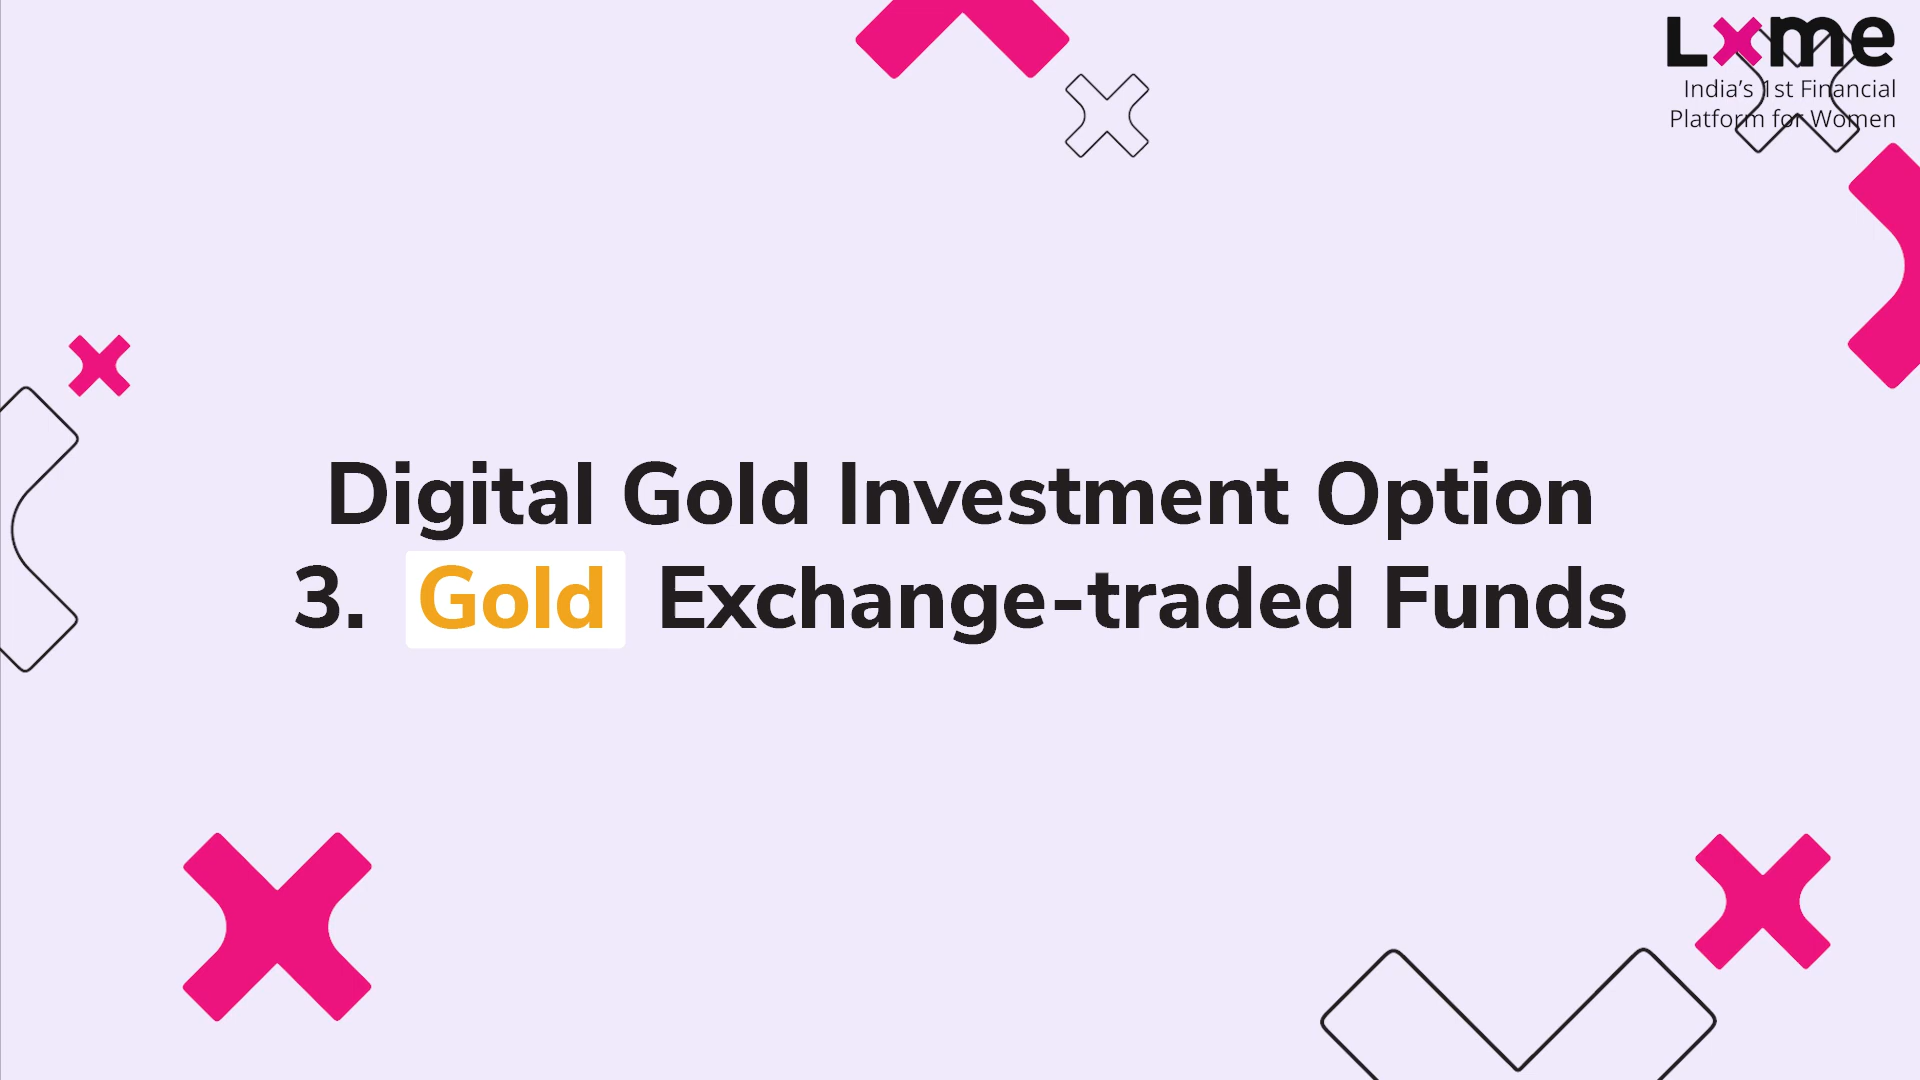 Lxme
India’s 1st Financial
Platform for Women
Digital Gold Investment Option
3. Gold Exchange-traded Funds